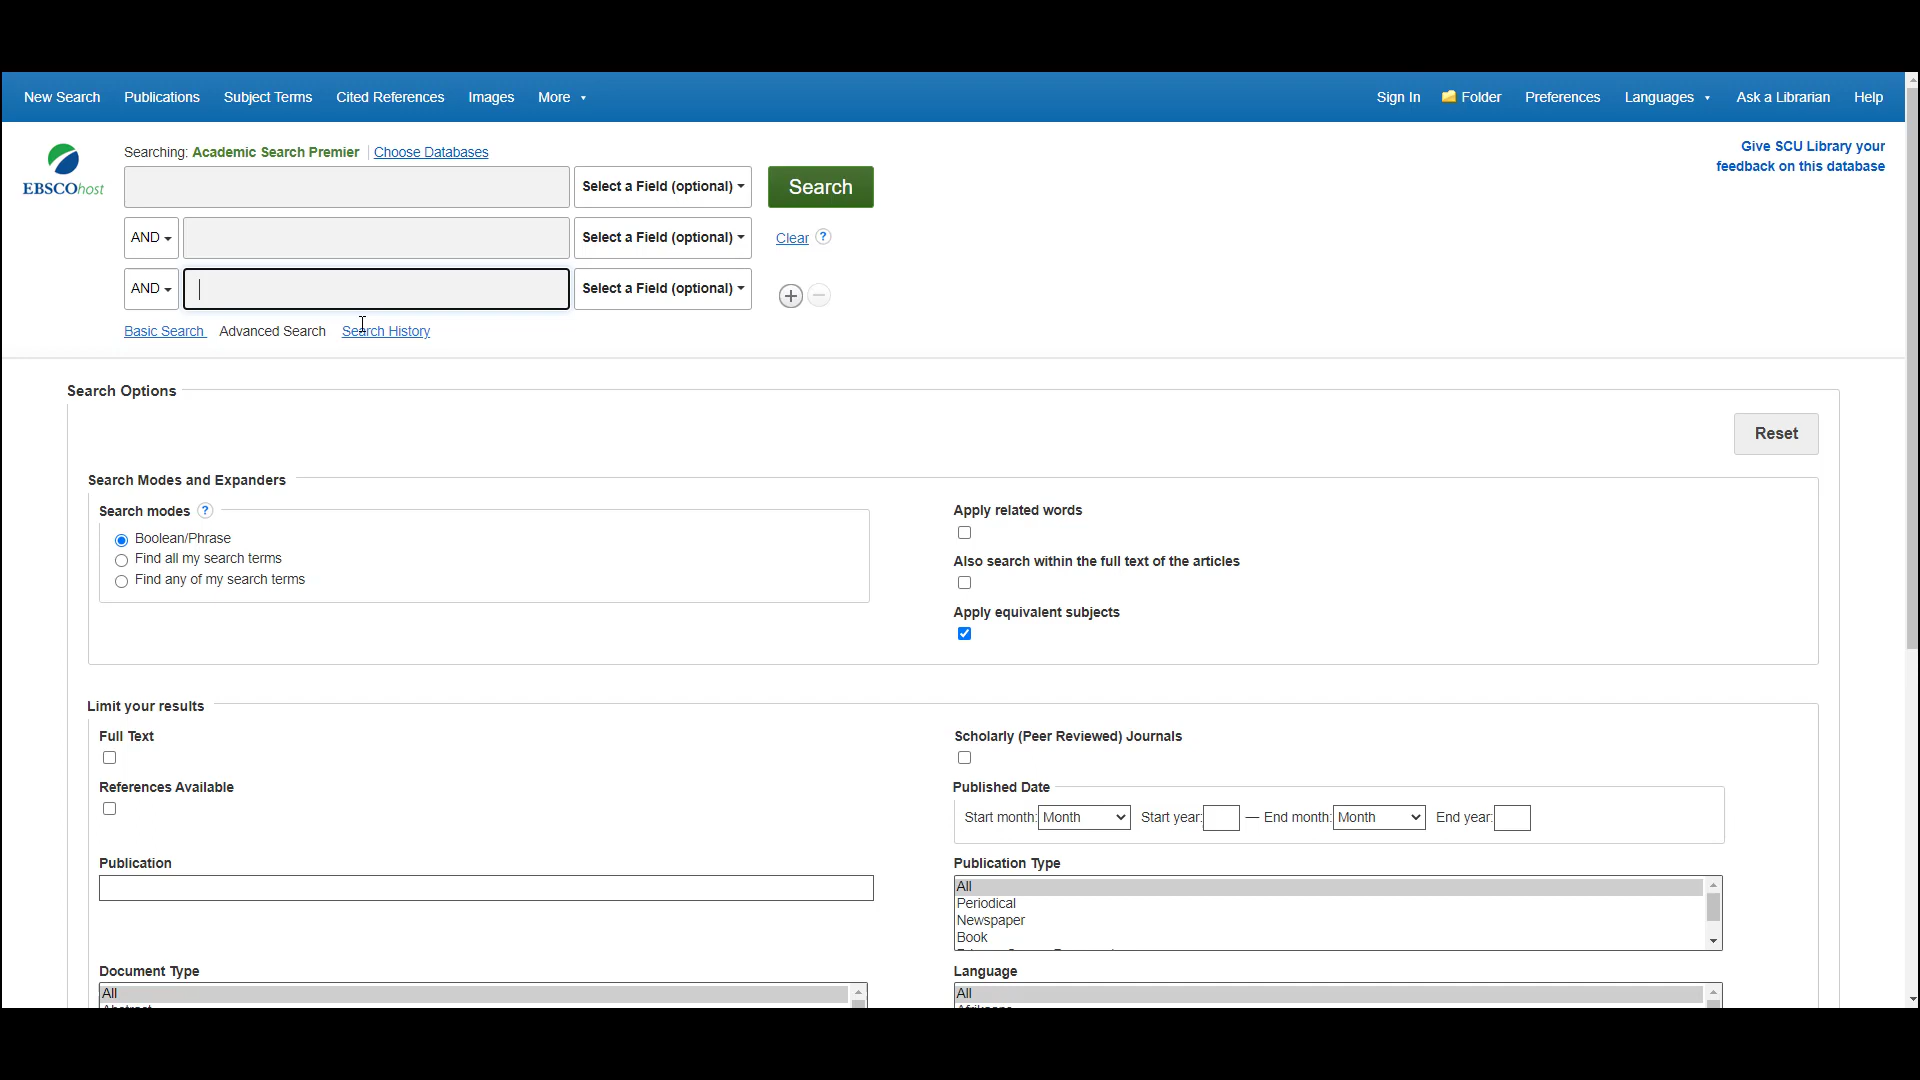 New Search Publications Subject Terms Cited References Images More Sign In Folder Preferences Languages Ask a Librarian Help
EBSCOhost
Searching: Academic Search Premier Choose Databases
Give SCU Library your
feedback on this database
Select a Field (optional) Search
AND Select a Field (optional) Clear ?
AND Select a Field (optional)
Basic Search Advanced Search Search History
Search Options
Reset
Search Modes and Expanders
Search modes ?
Boolean/Phrase
Find all my search terms
Find any of my search terms
Apply related words
Also search within the full text of the articles
Apply equivalent subjects
Limit your results
Full Text
References Available
Publication
Scholarly (Peer Reviewed) Journals
Published Date
Start month: Month Start year: — End month: Month End year:
Publication Type
All
Periodical
Newspaper
Book
Document Type
All
Language
All